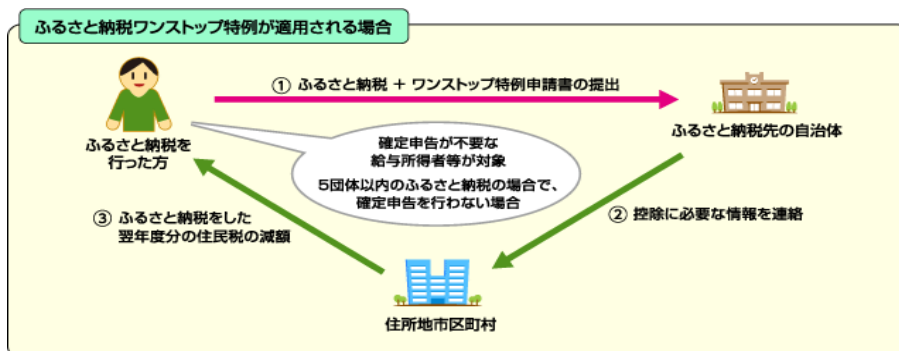 ふるさと納税ワンストップ特例が適用される場合
① ふるさと納税 + ワンストップ特例申請書の提出
ふるさと納税を
行った方
ふるさと納税先の自治体
確定申告が不要な
給与所得者等が対象
5団体以内のふるさと納税の場合で、
確定申告を行わない場合
② 控除に必要な情報を連絡
③ ふるさと納税をした
翌年度分の住民税の減額
住所地市区町村